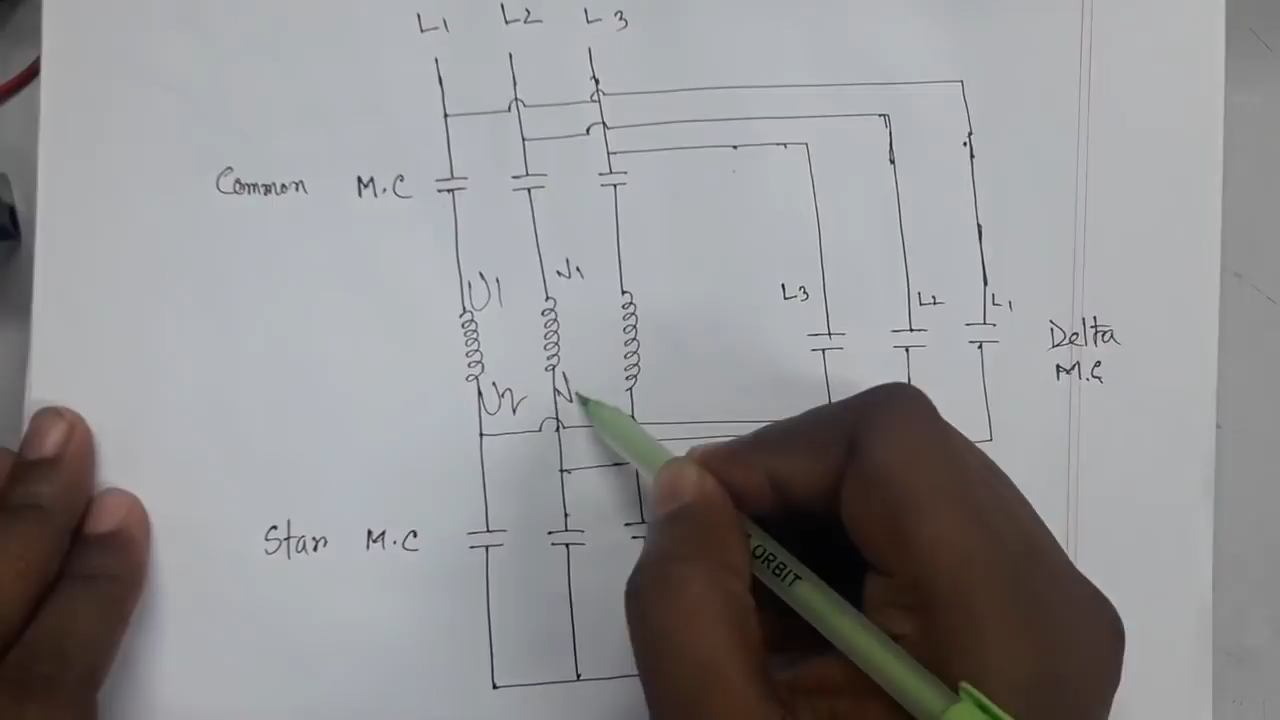 L1 L2 L3
Common M.C
U1
V1
L3 L2 L1
Delta
M.C
U2
V
Star M.C
ORBIT